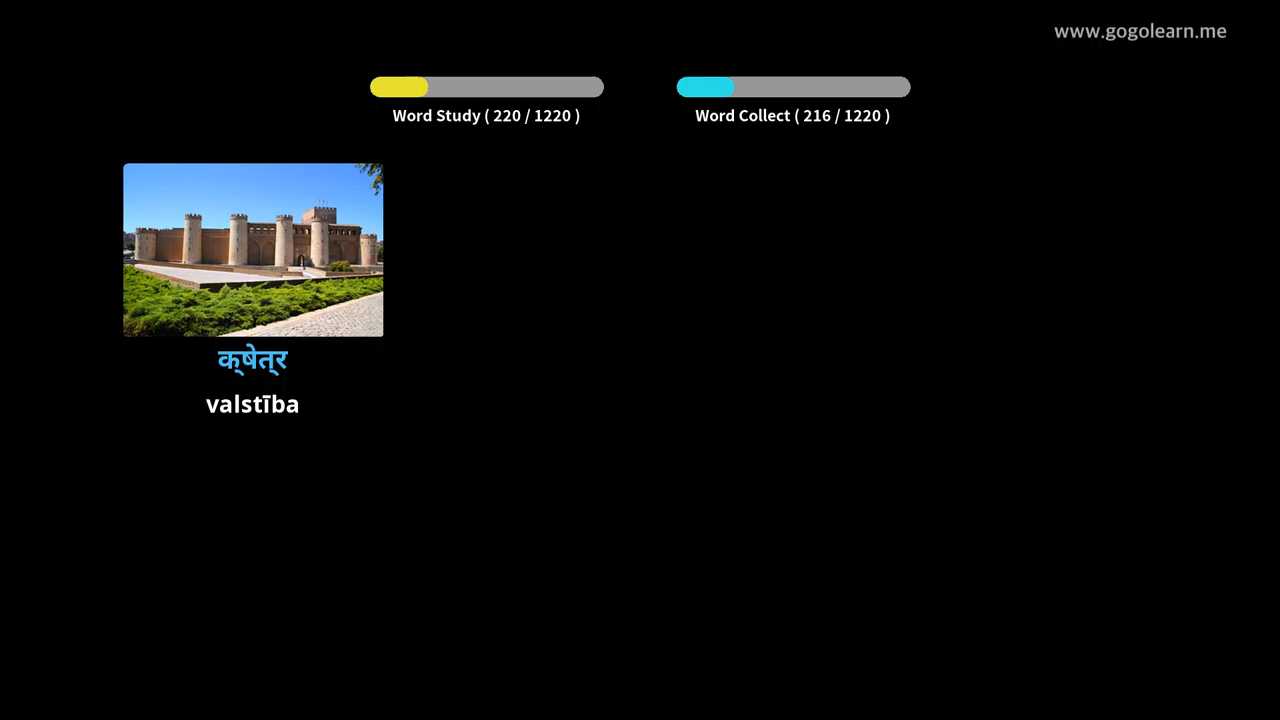 www.gogolearn.me
Word Study ( 220 / 1220 )
Word Collect ( 216 / 1220 )
क्षेत्र
valstība